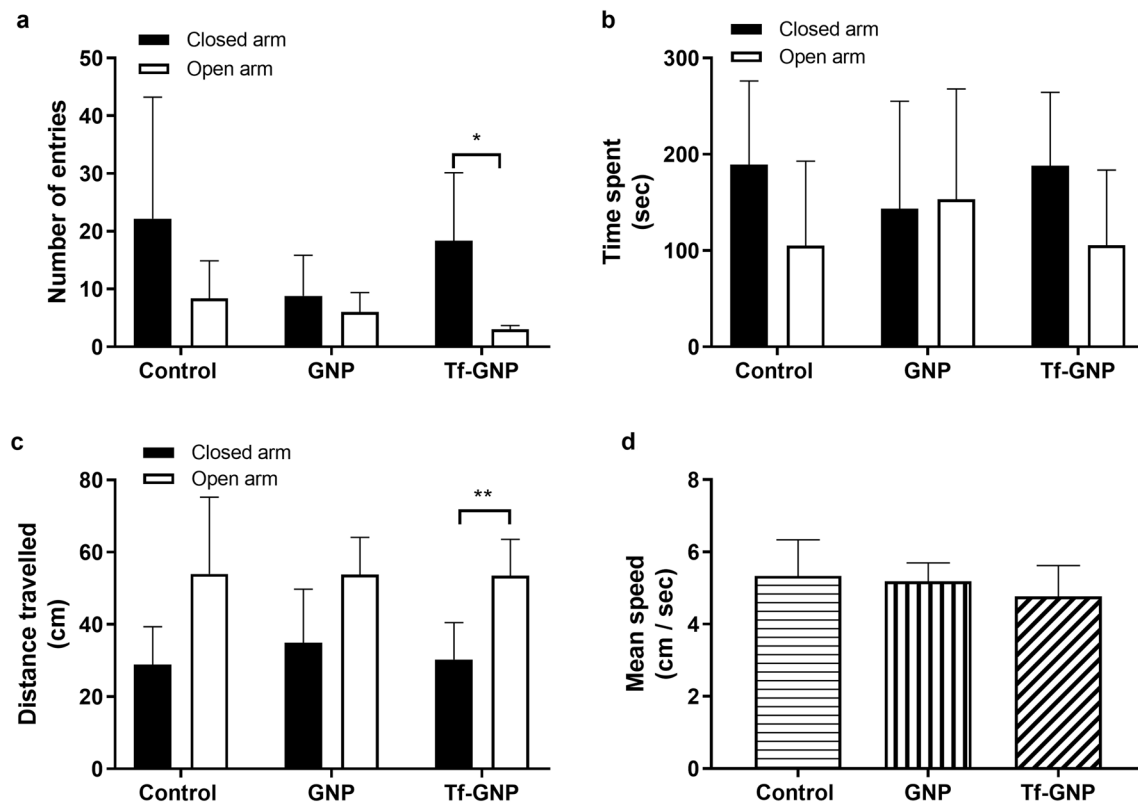 a
Closed arm
Open arm
Number of entries
50
40
30
20
10
0
*
Control
GNP
Tf-GNP
b
Closed arm
Open arm
Time spent
(sec)
300
200
100
0
Control
GNP
Tf-GNP
c
Closed arm
Open arm
Distance travelled
(cm)
80
60
40
20
0
**
Control
GNP
Tf-GNP
d
Mean speed
(cm / sec)
8
6
4
2
0
Control
GNP
Tf-GNP